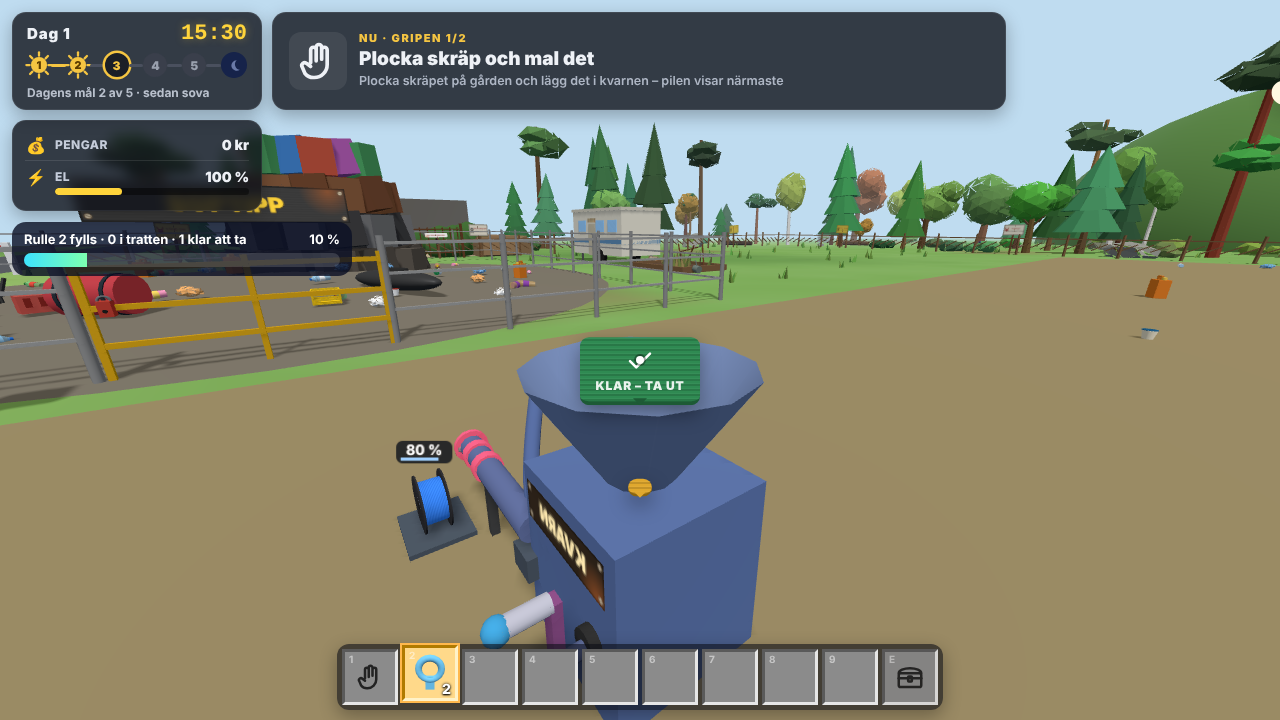 Dag 1
15:30
1
2
3
4
5
Dagens mål 2 av 5 · sedan sova
NU · GRIPEN 1/2
Plocka skräp och mal det
Plocka skräpet på gården och lägg det i kvarnen – pilen visar närmaste
PENGAR
0 kr
EL
100 %
Rulle 2 fylls · 0 i tratten · 1 klar att ta
10 %
KLAR – TA UT
80 %
KVARN
1
2
2
3
4
5
6
7
8
9
E